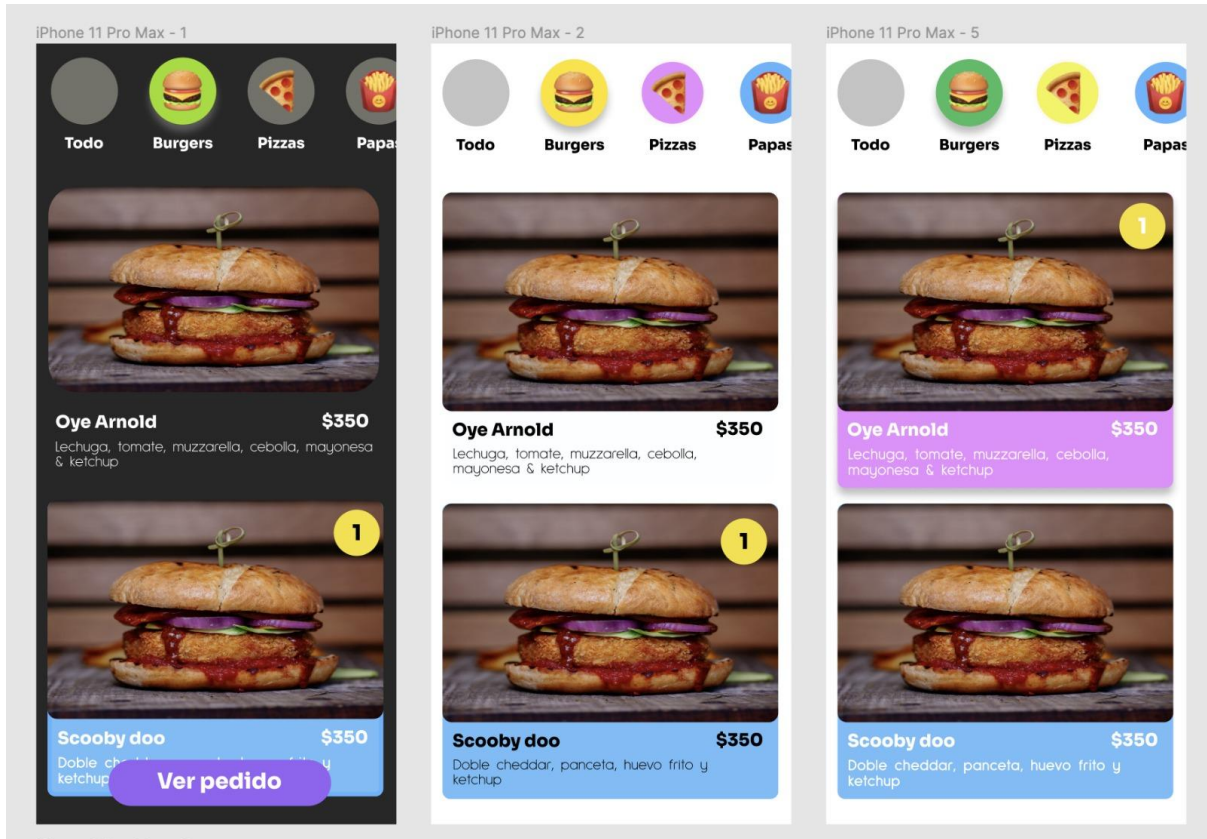 iPhone 11 Pro Max - 1
Todo
Burgers
Pizzas
Papas
Oye Arnold
$350
Lechuga, tomate, muzzarella, cebolla, mayonesa
& ketchup
1
Scooby doo
$350
Doble
ketchup
y
Ver pedido
iPhone 11 Pro Max - 2
Todo
Burgers
Pizzas
Papas
Oye Arnold
$350
Lechuga, tomate, muzzarella, cebolla,
mayonesa & ketchup
1
Scooby doo
$350
Doble cheddar, panceta, huevo frito y
ketchup
iPhone 11 Pro Max - 5
Todo
Burgers
Pizzas
Papas
1
Oye Arnold
$350
Lechuga, tomate, muzzarella, cebolla,
mayonesa & ketchup
Scooby doo
$350
Doble cheddar, panceta, huevo frito y
ketchup